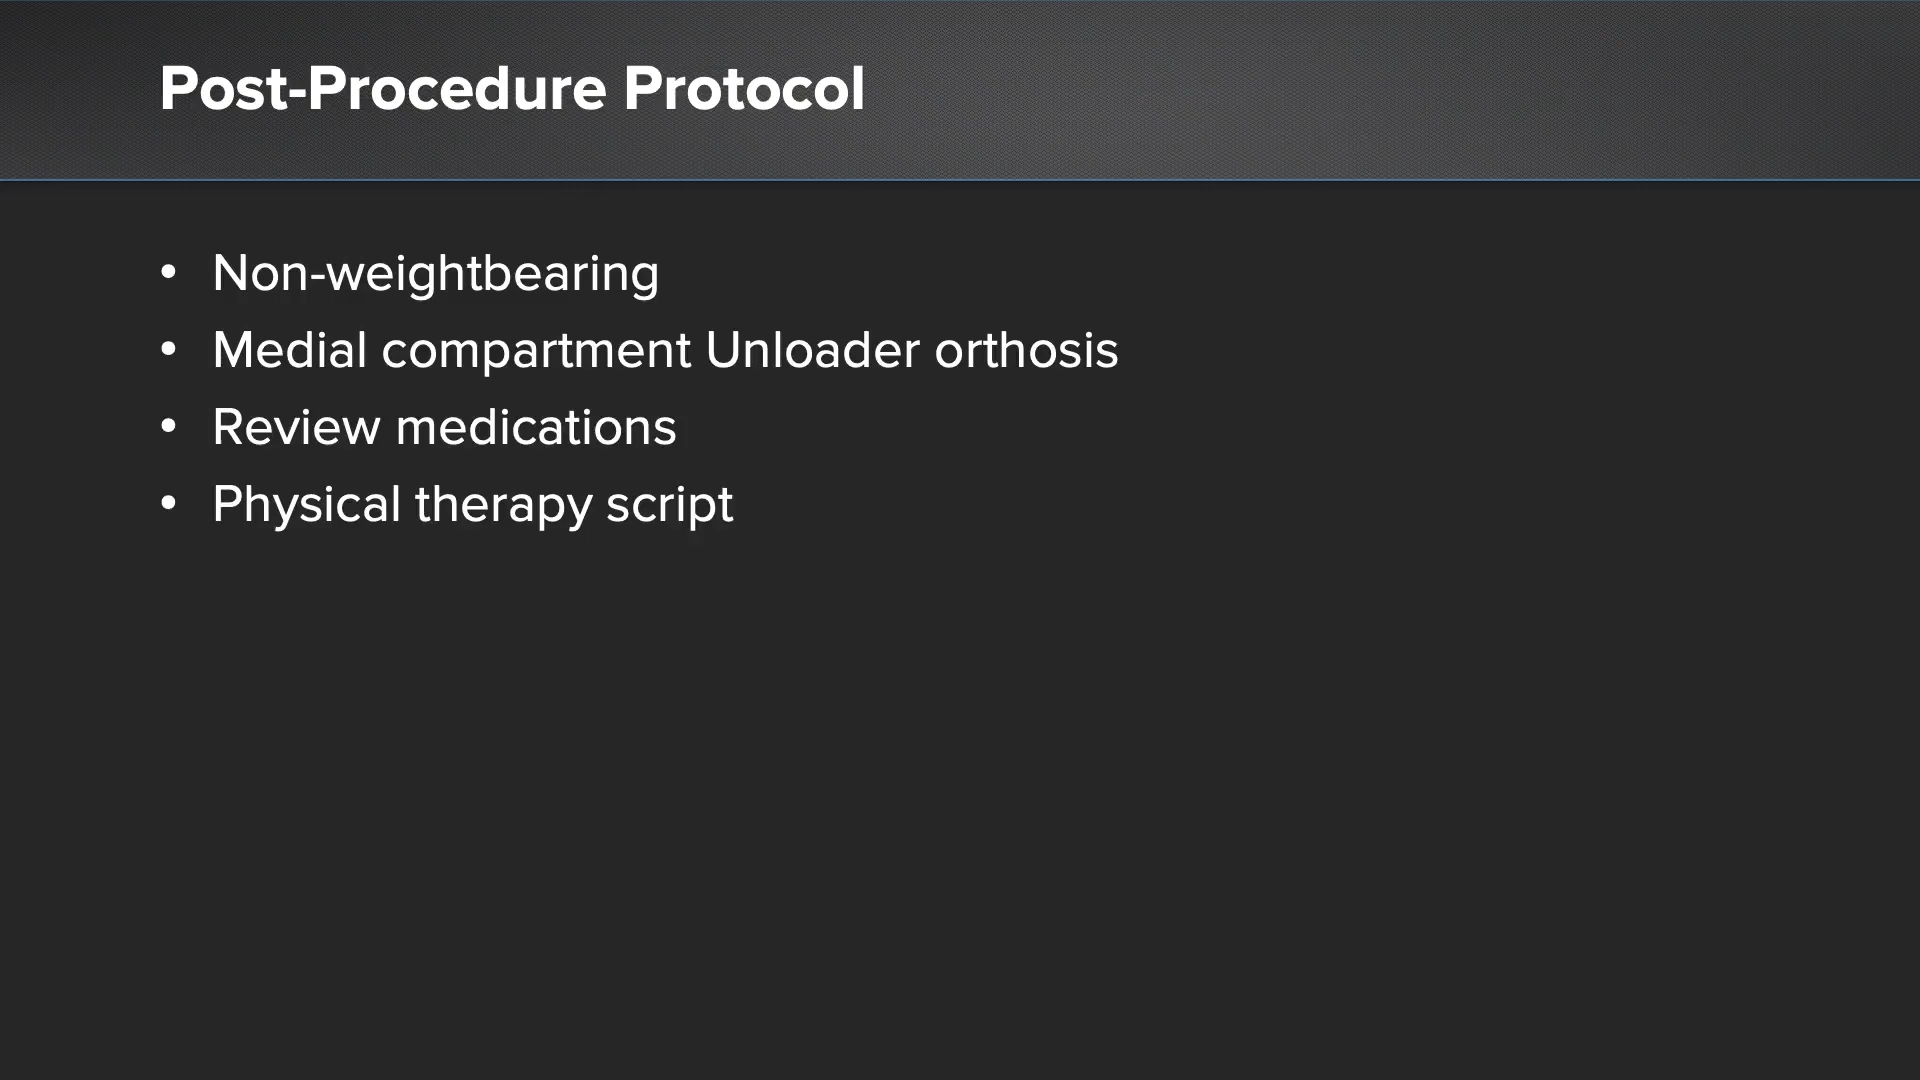 Post-Procedure Protocol
• Non-weightbearing
• Medial compartment Unloader orthosis
• Review medications
• Physical therapy script